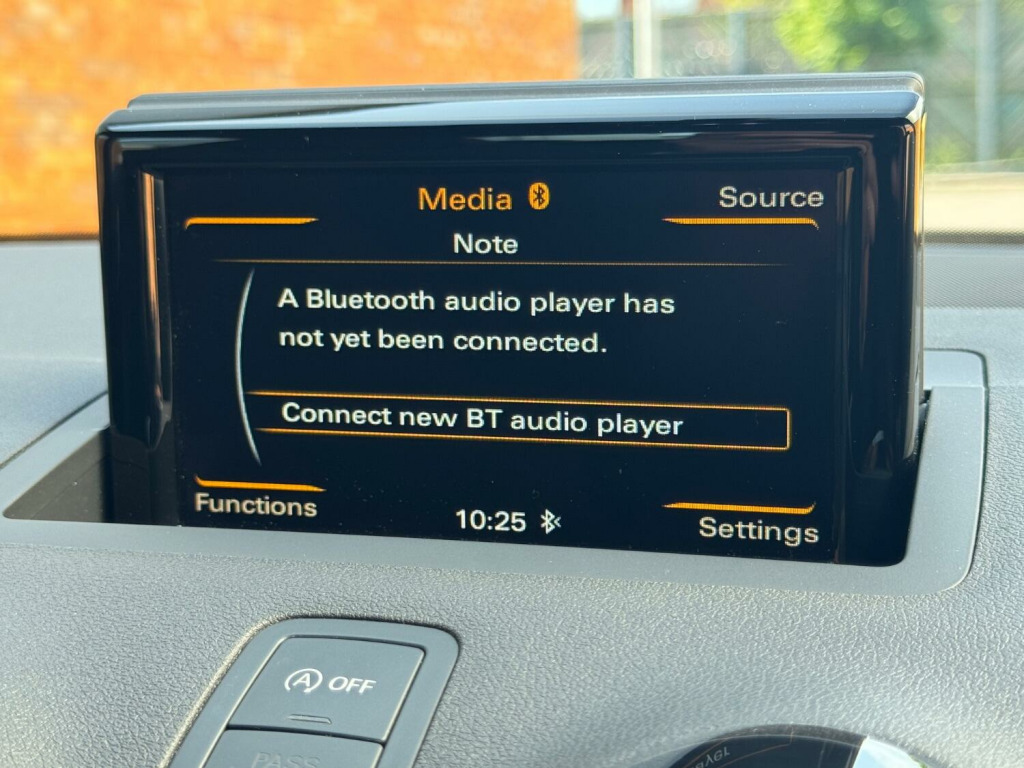 Media
Source
Note
A Bluetooth audio player has
not yet been connected.
Connect new BT audio player
Functions
10:25
Settings
A OFF
PASS